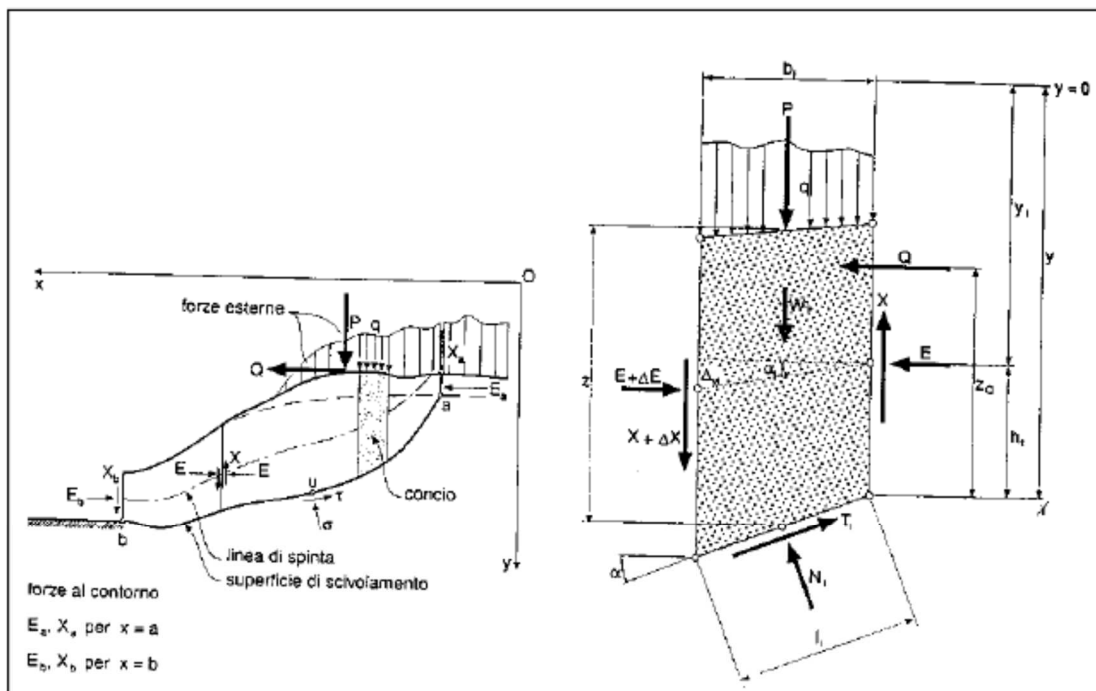 x
O
forze esterne
P
q
X_a
Q
E_a
a
X
E
E
X_b
E_b
b
u
τ
σ
concio
linea di spinta
superficie di scivolamento
y
forze al contorno
E_a, X_a per x = a
E_b, X_b per x = b
b_i
y = 0
P
q
y_i
y
Q
W_i
X
E
z
E + ΔE
X + ΔX
z_Q
h_t
T_i
α
N_i
l_i